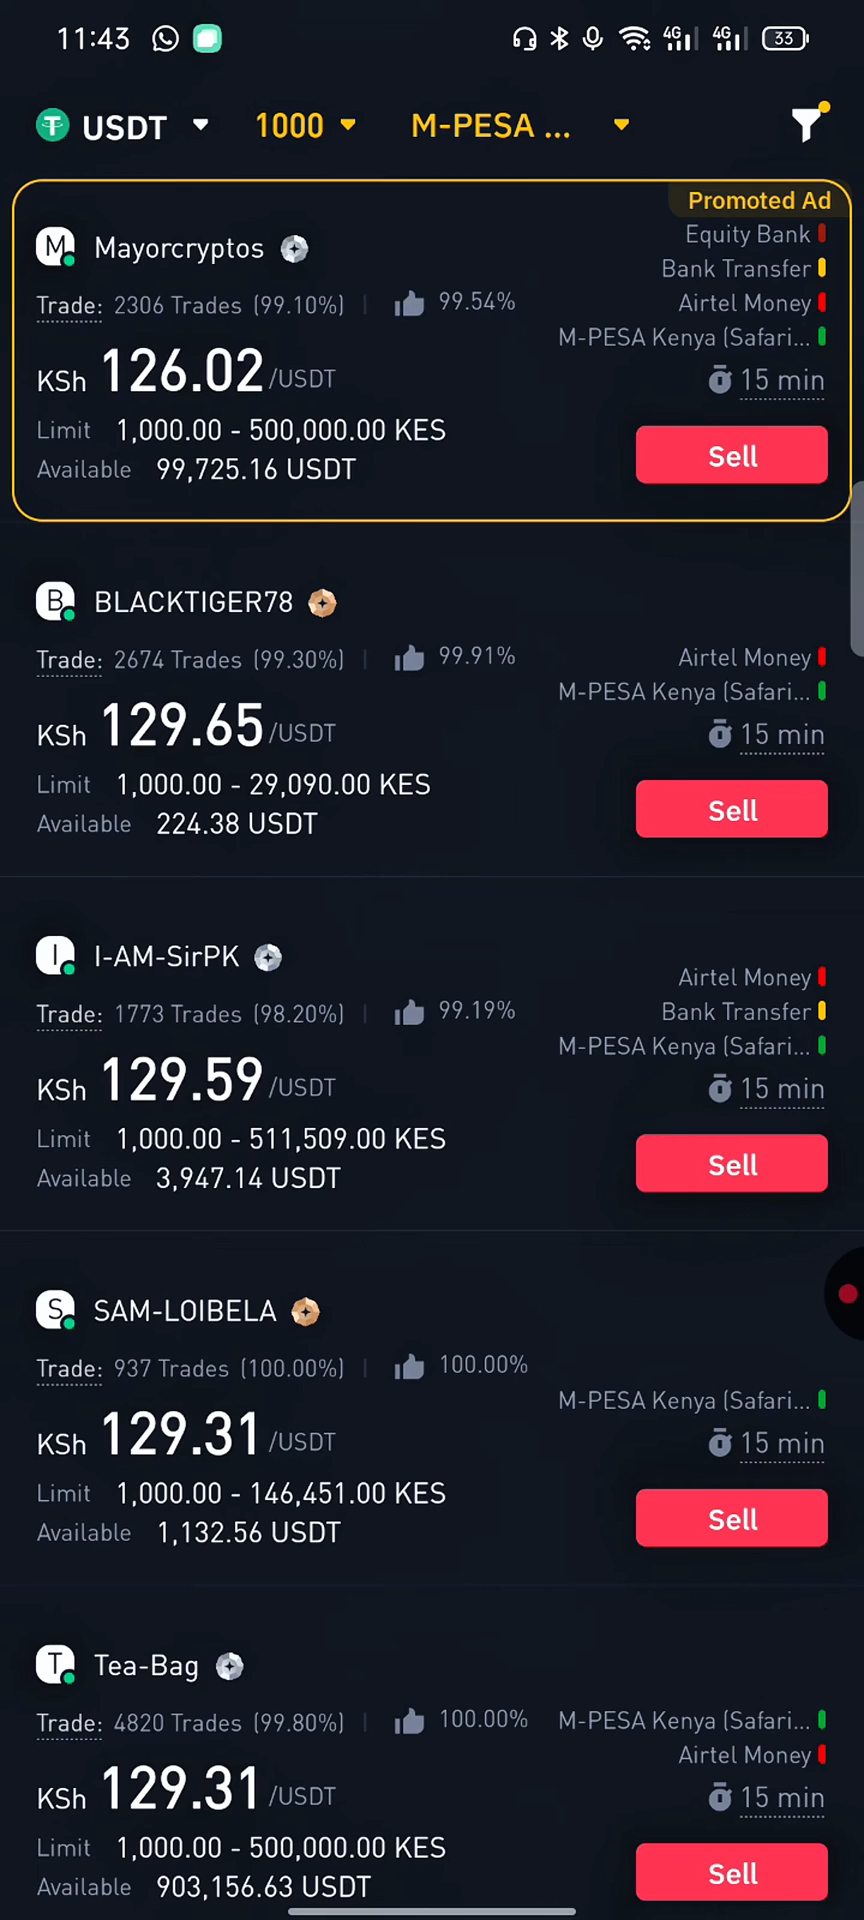 11:43 4G 4G 33
USDT 1000 M-PESA ...
Promoted Ad
M Mayorcryptos
Equity Bank
Bank Transfer
Trade: 2306 Trades (99.10%) 99.54%
Airtel Money
M-PESA Kenya (Safari...
KSh 126.02 /USDT
15 min
Limit 1,000.00 - 500,000.00 KES
Available 99,725.16 USDT
Sell
B BLACKTIGER78
Trade: 2674 Trades (99.30%) 99.91%
Airtel Money
M-PESA Kenya (Safari...
KSh 129.65 /USDT
15 min
Limit 1,000.00 - 29,090.00 KES
Available 224.38 USDT
Sell
I I-AM-SirPK
Airtel Money
Trade: 1773 Trades (98.20%) 99.19%
Bank Transfer
M-PESA Kenya (Safari...
KSh 129.59 /USDT
15 min
Limit 1,000.00 - 511,509.00 KES
Available 3,947.14 USDT
Sell
S SAM-LOIBELA
Trade: 937 Trades (100.00%) 100.00%
M-PESA Kenya (Safari...
KSh 129.31 /USDT
15 min
Limit 1,000.00 - 146,451.00 KES
Available 1,132.56 USDT
Sell
T Tea-Bag
Trade: 4820 Trades (99.80%) 100.00%
M-PESA Kenya (Safari...
Airtel Money
KSh 129.31 /USDT
15 min
Limit 1,000.00 - 500,000.00 KES
Available 903,156.63 USDT
Sell